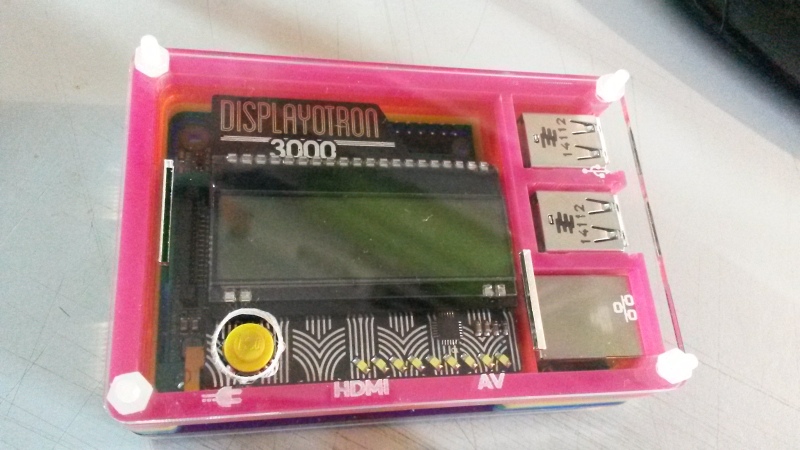 DISPLAYOTRON
3000
14112
14112
HDMI
AV